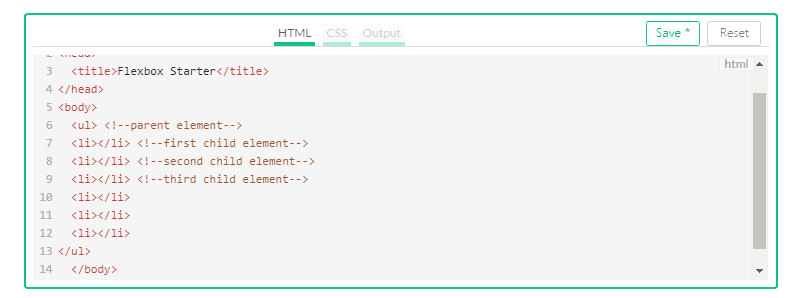 HTML CSS Output Save * Reset
html
2 <head>
3 <title>Flexbox Starter</title>
4 </head>
5 <body>
6 <ul> <!--parent element-->
7 <li></li> <!--first child element-->
8 <li></li> <!--second child element-->
9 <li></li> <!--third child element-->
10 <li></li>
11 <li></li>
12 <li></li>
13 </ul>
14 </body>